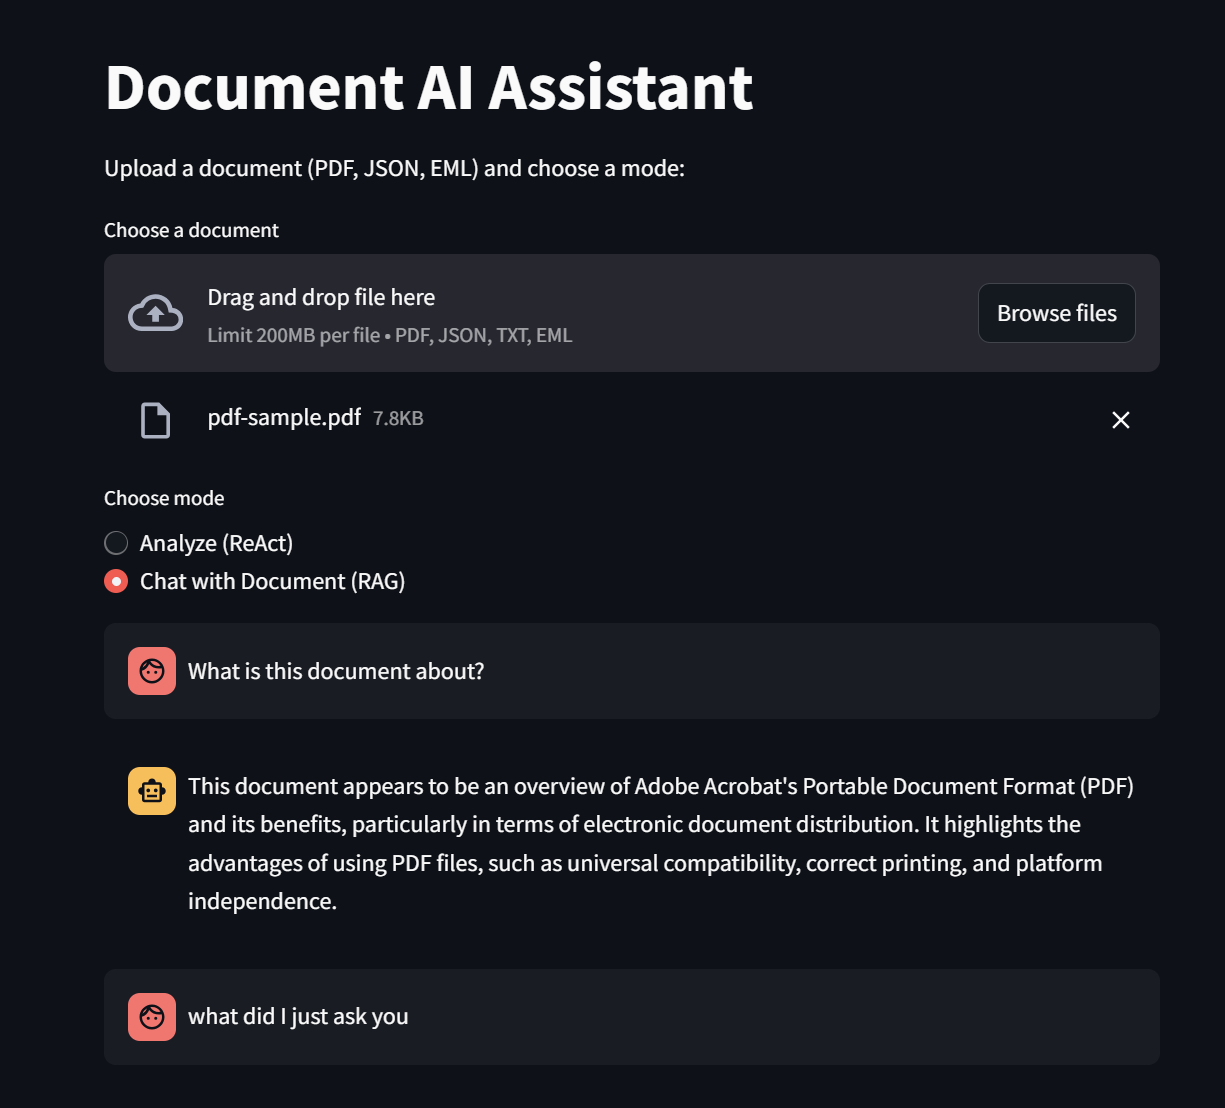 Document AI Assistant
Upload a document (PDF, JSON, EML) and choose a mode:
Choose a document
Drag and drop file here
Limit 200MB per file • PDF, JSON, TXT, EML
Browse files
pdf-sample.pdf 7.8KB
Choose mode
Analyze (ReAct)
Chat with Document (RAG)
What is this document about?
This document appears to be an overview of Adobe Acrobat's Portable Document Format (PDF)
and its benefits, particularly in terms of electronic document distribution. It highlights the
advantages of using PDF files, such as universal compatibility, correct printing, and platform
independence.
what did I just ask you